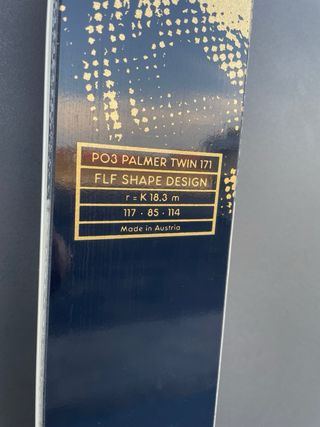 PO3 PALMER TWIN 171
FLF SHAPE DESIGN
r = K 18.3 m
117 · 85 · 114
Made in Austria